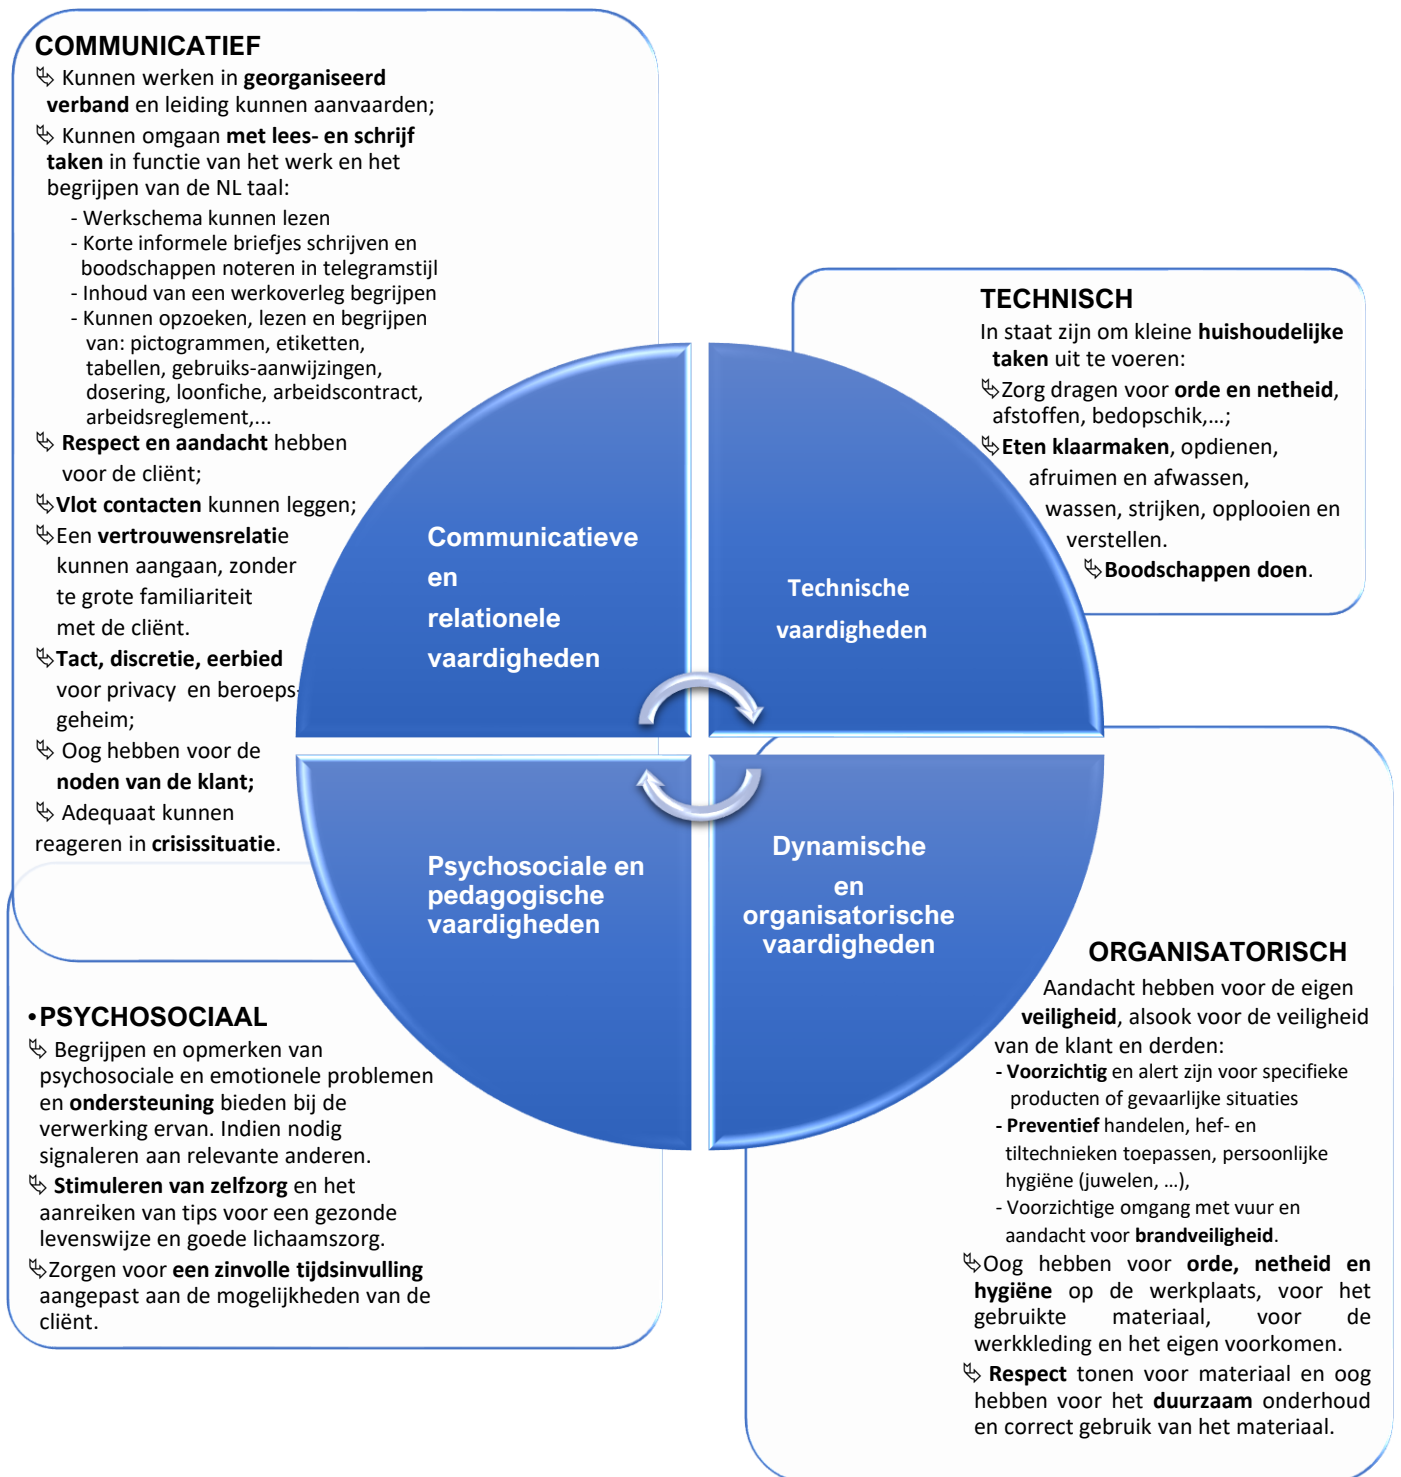 COMMUNICATIEF
⮱ Kunnen werken in georganiseerd
verband en leiding kunnen aanvaarden;
⮱ Kunnen omgaan met lees- en schrijf
taken in functie van het werk en het
begrijpen van de NL taal:
- Werkschema kunnen lezen
- Korte informele briefjes schrijven en
boodschappen noteren in telegramstijl
- Inhoud van een werkoverleg begrijpen
- Kunnen opzoeken, lezen en begrijpen
van: pictogrammen, etiketten,
tabellen, gebruiks-aanwijzingen,
dosering, loonfiche, arbeidscontract,
arbeidsreglement,...
⮱ Respect en aandacht hebben
voor de cliënt;
⮱Vlot contacten kunnen leggen;
⮱Een vertrouwensrelatie
kunnen aangaan, zonder
te grote familiariteit
met de cliënt.
⮱Tact, discretie, eerbied
voor privacy en beroeps-
geheim;
⮱ Oog hebben voor de
noden van de klant;
⮱ Adequaat kunnen
reageren in crisissituatie.
TECHNISCH
In staat zijn om kleine huishoudelijke
taken uit te voeren:
⮱Zorg dragen voor orde en netheid,
afstoffen, bedopschik,…;
⮱Eten klaarmaken, opdienen,
afruimen en afwassen,
wassen, strijken, opplooien en
verstellen.
⮱Boodschappen doen.
Communicatieve
en
relationele
vaardigheden
Technische
vaardigheden
Psychosociale en
pedagogische
vaardigheden
Dynamische
en
organisatorische
vaardigheden
•PSYCHOSOCIAAL
⮱ Begrijpen en opmerken van
psychosociale en emotionele problemen
en ondersteuning bieden bij de
verwerking ervan. Indien nodig
signaleren aan relevante anderen.
⮱ Stimuleren van zelfzorg en het
aanreiken van tips voor een gezonde
levenswijze en goede lichaamszorg.
⮱Zorgen voor een zinvolle tijdsinvulling
aangepast aan de mogelijkheden van de
cliënt.
ORGANISATORISCH
Aandacht hebben voor de eigen
veiligheid, alsook voor de veiligheid
van de klant en derden:
- Voorzichtig en alert zijn voor specifieke
producten of gevaarlijke situaties
- Preventief handelen, hef- en
tiltechnieken toepassen, persoonlijke
hygiëne (juwelen, …),
- Voorzichtige omgang met vuur en
aandacht voor brandveiligheid.
⮱Oog hebben voor orde, netheid en
hygiëne op de werkplaats, voor het
gebruikte materiaal, voor de
werkkleding en het eigen voorkomen.
⮱ Respect tonen voor materiaal en oog
hebben voor het duurzaam onderhoud
en correct gebruik van het materiaal.